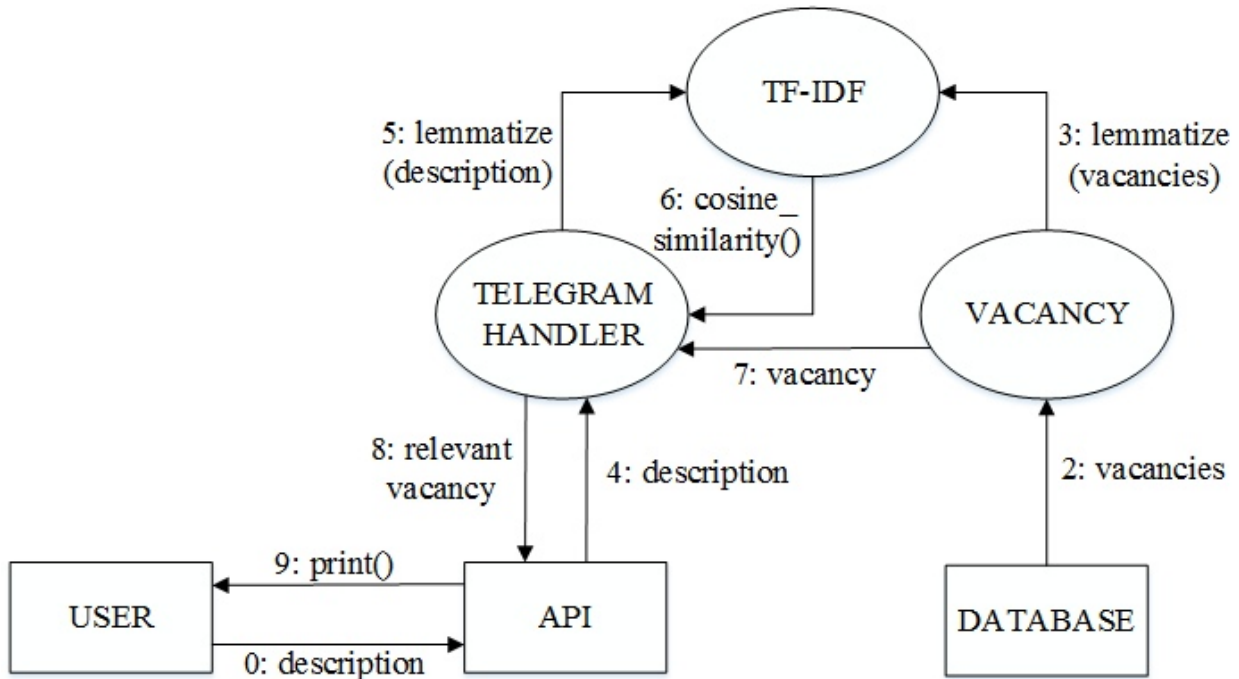 TF-IDF
5: lemmatize
(description)
3: lemmatize
(vacancies)
6: cosine_
similarity()
TELEGRAM
HANDLER
VACANCY
7: vacancy
8: relevant
vacancy
4: description
2: vacancies
9: print()
USER
API
DATABASE
0: description